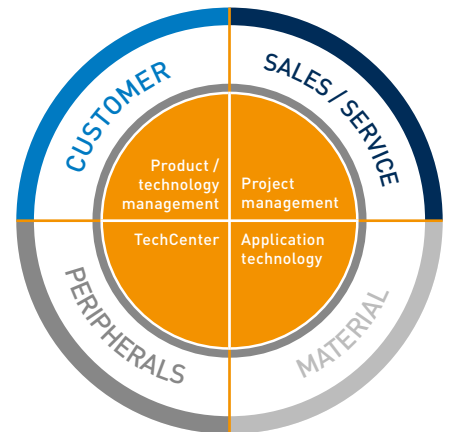 CUSTOMER
SALES / SERVICE
Product /
technology
management
Project
management
TechCenter
Application
technology
PERIPHERALS
MATERIAL